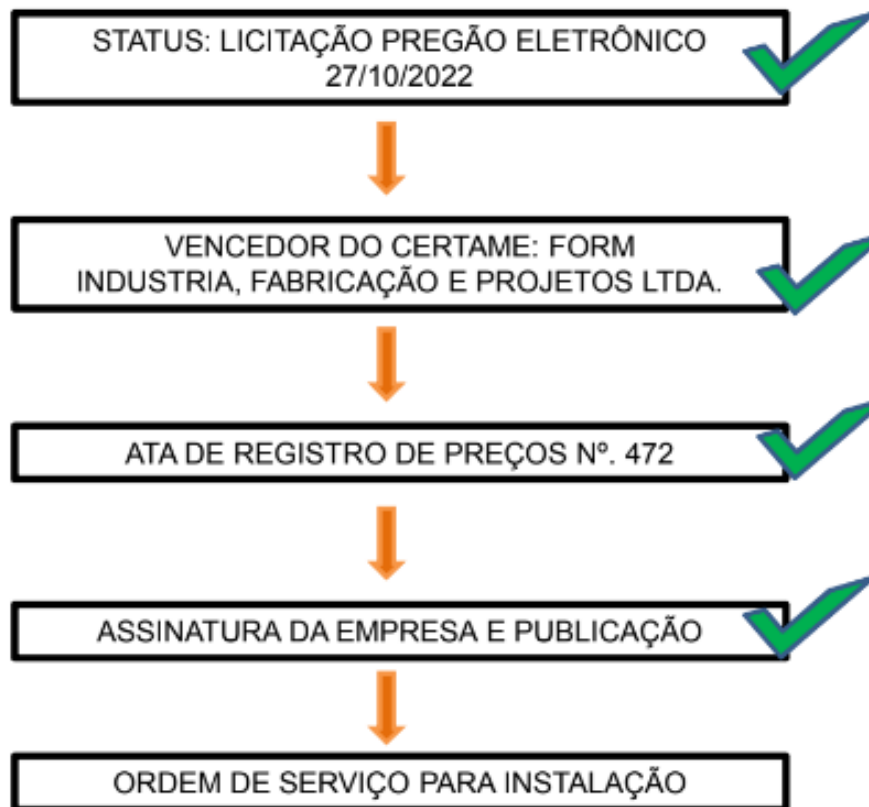 STATUS: LICITAÇÃO PREGÃO ELETRÔNICO
27/10/2022
VENCEDOR DO CERTAME: FORM
INDUSTRIA, FABRICAÇÃO E PROJETOS LTDA.
ATA DE REGISTRO DE PREÇOS Nº. 472
ASSINATURA DA EMPRESA E PUBLICAÇÃO
ORDEM DE SERVIÇO PARA INSTALAÇÃO